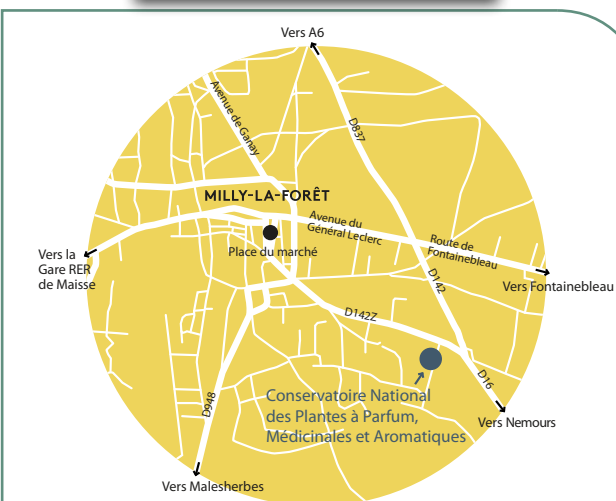 Vers A6
Avenue de Ganay
D837
MILLY-LA-FORÊT
Avenue du
Général Leclerc
Place du marché
Route de
Fontainebleau
Vers la
Gare RER
de Maisse
D142
Vers Fontainebleau
D142Z
D16
Conservatoire National
des Plantes à Parfum,
Médicinales et Aromatiques
D948
Vers Nemours
Vers Malesherbes